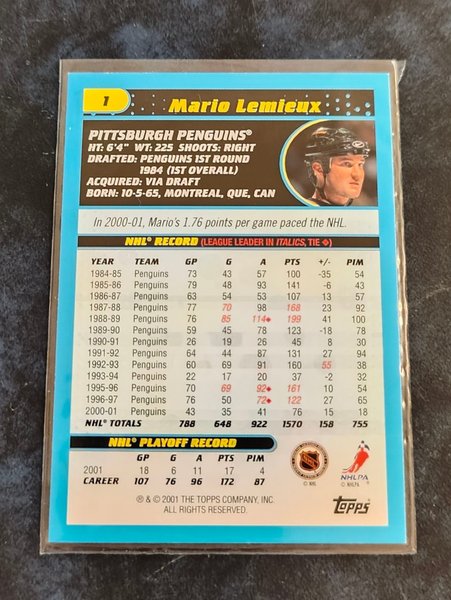 1
Mario Lemieux
PITTSBURGH PENGUINS®
HT: 6'4" WT: 225 SHOOTS: RIGHT
DRAFTED: PENGUINS 1ST ROUND
1984 (1ST OVERALL)
ACQUIRED: VIA DRAFT
BORN: 10-5-65, MONTREAL, QUE, CAN
In 2000-01, Mario's 1.76 points per game paced the NHL.
NHL® RECORD (LEAGUE LEADER IN ITALICS, TIE ◆)
YEAR TEAM GP G A PTS +/- PIM
1984-85 Penguins 73 43 57 100 -35 54
1985-86 Penguins 79 48 93 141 -6 43
1986-87 Penguins 63 54 53 107 13 57
1987-88 Penguins 77 70 98 168 23 92
1988-89 Penguins 76 85 114◆ 199 41 100
1989-90 Penguins 59 45 78 123 -18 78
1990-91 Penguins 26 19 26 45 8 30
1991-92 Penguins 64 44 87 131 27 94
1992-93 Penguins 60 69 91 160 55 38
1993-94 Penguins 22 17 20 37 -2 32
1995-96 Penguins 70 69 92◆ 161 10 54
1996-97 Penguins 76 50 72◆ 122 27 65
2000-01 Penguins 43 35 41 76 15 18
NHL® TOTALS 788 648 922 1570 158 755
NHL® PLAYOFF RECORD
GP G A PTS PIM
2001 18 6 11 17 4
CAREER 107 76 96 172 87
© NHL
NHLPA
© NHLPA
℗ & © 2001 THE TOPPS COMPANY, INC.
ALL RIGHTS RESERVED.
Topps